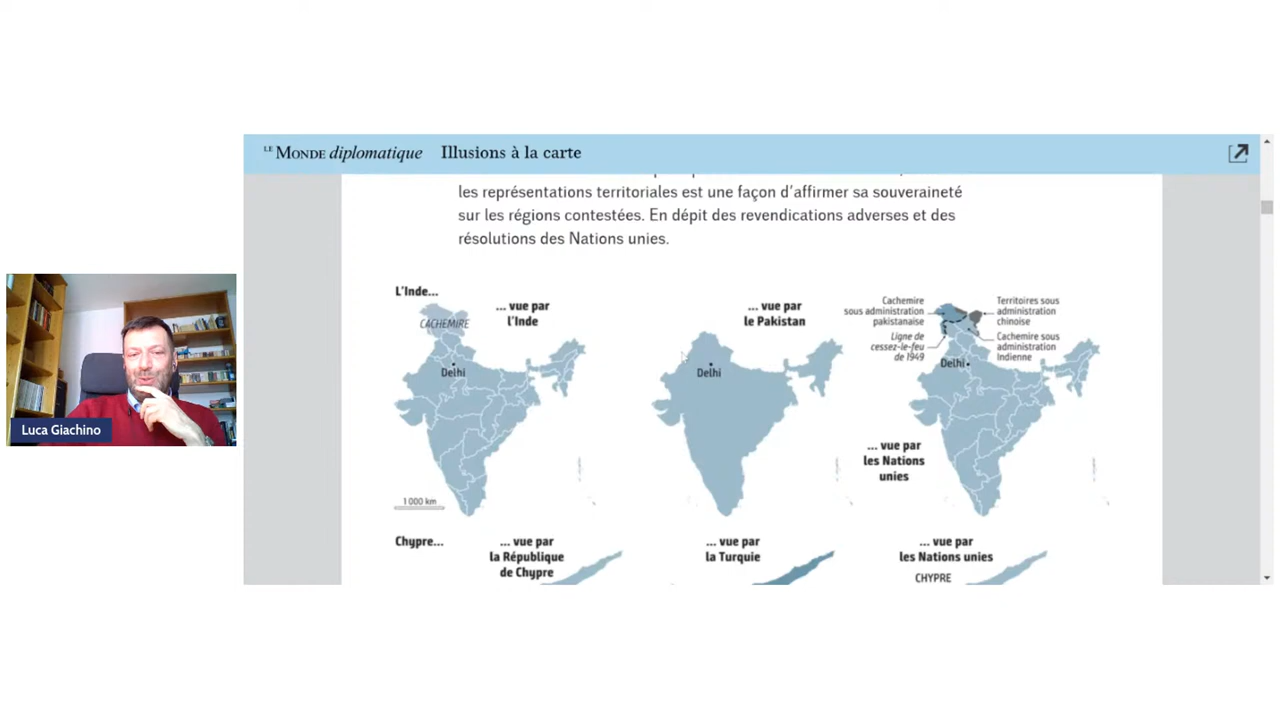 LE MONDE diplomatique Illusions à la carte
les représentations territoriales est une façon d'affirmer sa souveraineté
sur les régions contestées. En dépit des revendications adverses et des
résolutions des Nations unies.
L'Inde...
... vue par
l'Inde
CACHEMIRE
Delhi
1 000 km
... vue par
le Pakistan
Delhi
Cachemire
sous administration
pakistanaise
Ligne de
cessez-le-feu
de 1949
Territoires sous
administration
chinoise
Cachemire sous
administration
Indienne
Delhi
... vue par
les Nations
unies
Chypre...
... vue par
la République
de Chypre
... vue par
la Turquie
... vue par
les Nations unies
CHYPRE
Luca Giachino